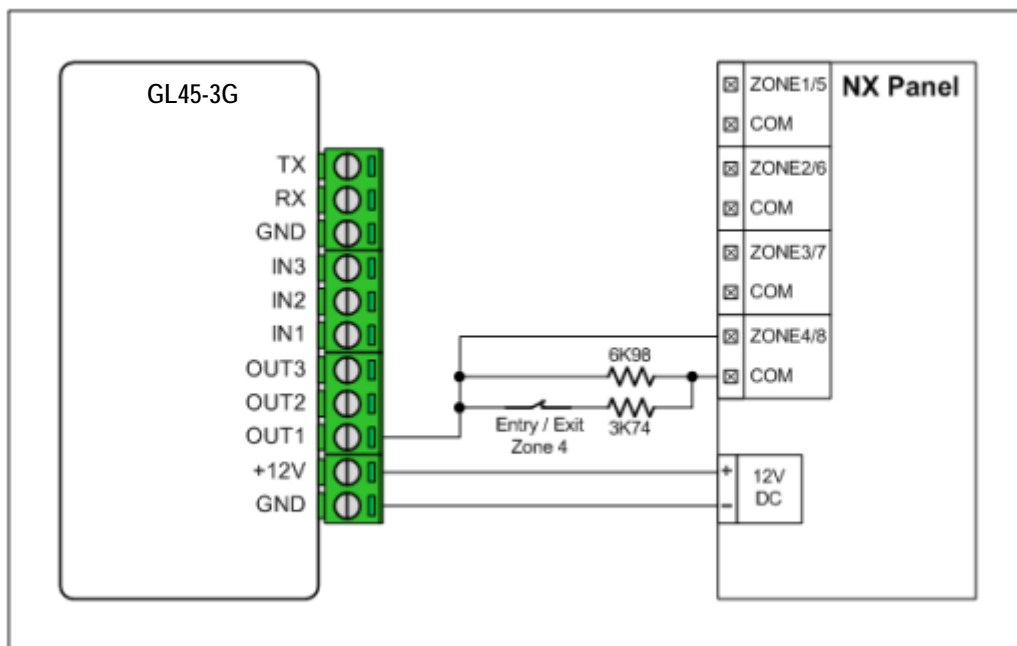 GL45-3G
TX
RX
GND
IN3
IN2
IN1
OUT3
OUT2
OUT1
+12V
GND
6K98
Entry / Exit
Zone 4
3K74
NX Panel
ZONE1/5
COM
ZONE2/6
COM
ZONE3/7
COM
ZONE4/8
COM
+
12V
DC
−